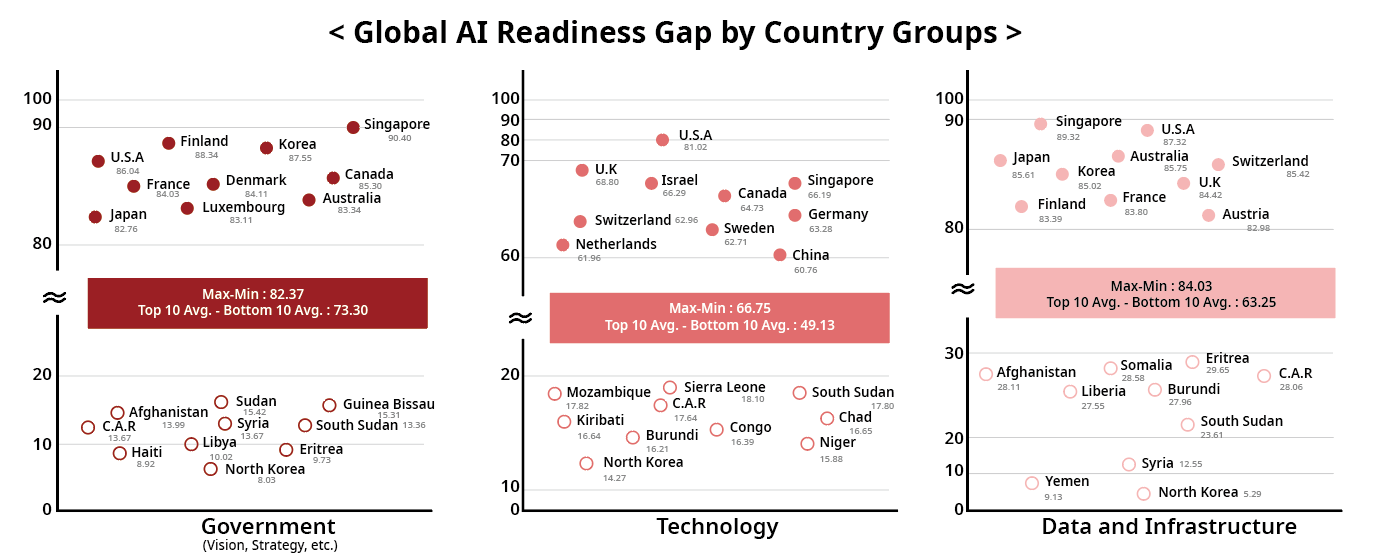 < Global AI Readiness Gap by Country Groups >
100
90
80
20
10
0
Singapore
90.40
Finland
88.34
Korea
87.55
U.S.A
86.04
Canada
85.30
France
84.03
Denmark
84.11
Australia
83.34
Luxembourg
83.11
Japan
82.76
≈
Max-Min : 82.37
Top 10 Avg. - Bottom 10 Avg. : 73.30
Sudan
15.42
Guinea Bissau
15.31
Afghanistan
13.99
C.A.R
13.67
Syria
13.67
South Sudan 13.36
Libya
10.02
Haiti
8.92
Eritrea
9.73
North Korea
8.03
Government
(Vision, Strategy, etc.)
100
90
80
70
60
20
10
0
U.S.A
81.02
U.K
68.80
Israel
66.29
Singapore
66.19
Canada
64.73
Germany
63.28
Switzerland 62.96
Sweden
62.71
Netherlands
61.96
China
60.76
≈
Max-Min : 66.75
Top 10 Avg. - Bottom 10 Avg. : 49.13
Mozambique
17.82
Sierra Leone
18.10
South Sudan
17.80
C.A.R
17.64
Kiribati
16.64
Chad
16.65
Burundi
16.21
Congo
16.39
Niger
15.88
North Korea
14.27
Technology
100
90
80
30
20
10
0
Singapore
89.32
U.S.A
87.32
Japan
85.61
Australia
85.75
Switzerland
85.42
Korea
85.02
U.K
84.42
France
83.80
Finland
83.39
Austria
82.98
≈
Max-Min : 84.03
Top 10 Avg. - Bottom 10 Avg. : 63.25
Eritrea
29.65
Somalia
28.58
Afghanistan
28.11
C.A.R
28.06
Liberia
27.55
Burundi
27.96
South Sudan
23.61
Syria 12.55
Yemen
9.13
North Korea 5.29
Data and Infrastructure